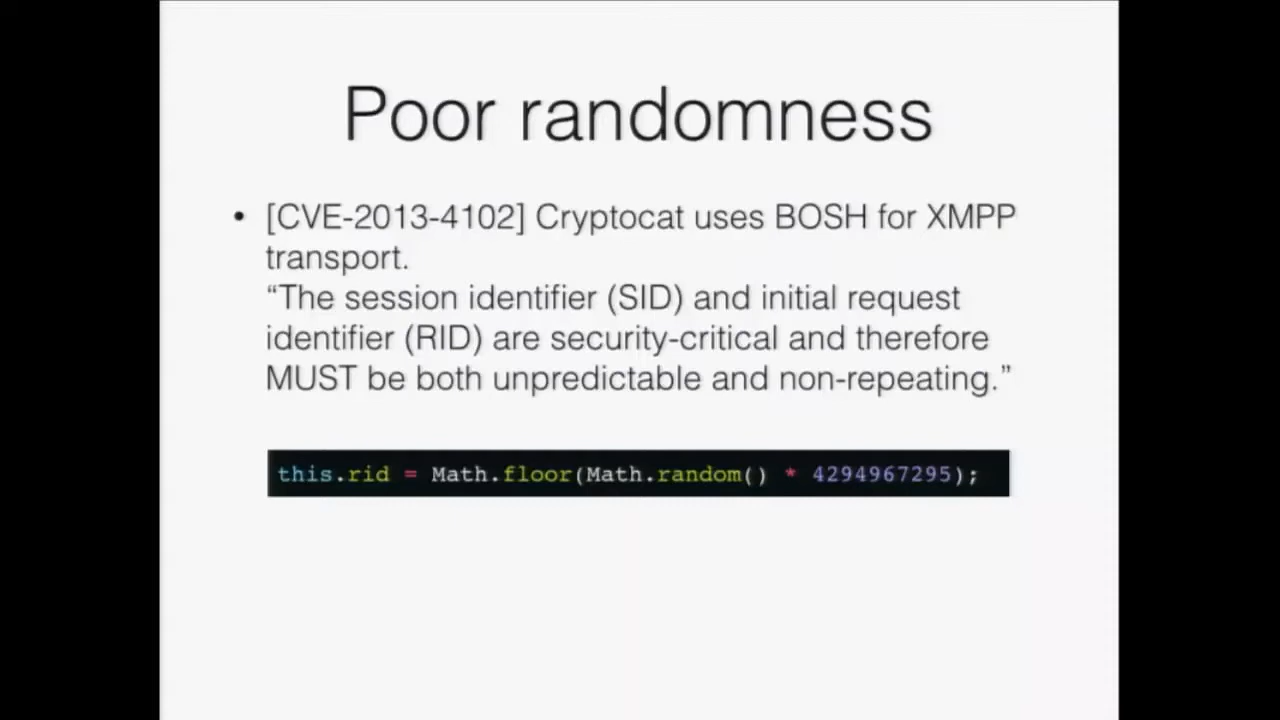 Poor randomness
• [CVE-2013-4102] Cryptocat uses BOSH for XMPP
transport.
“The session identifier (SID) and initial request
identifier (RID) are security-critical and therefore
MUST be both unpredictable and non-repeating.”
this.rid = Math.floor(Math.random() * 4294967295);